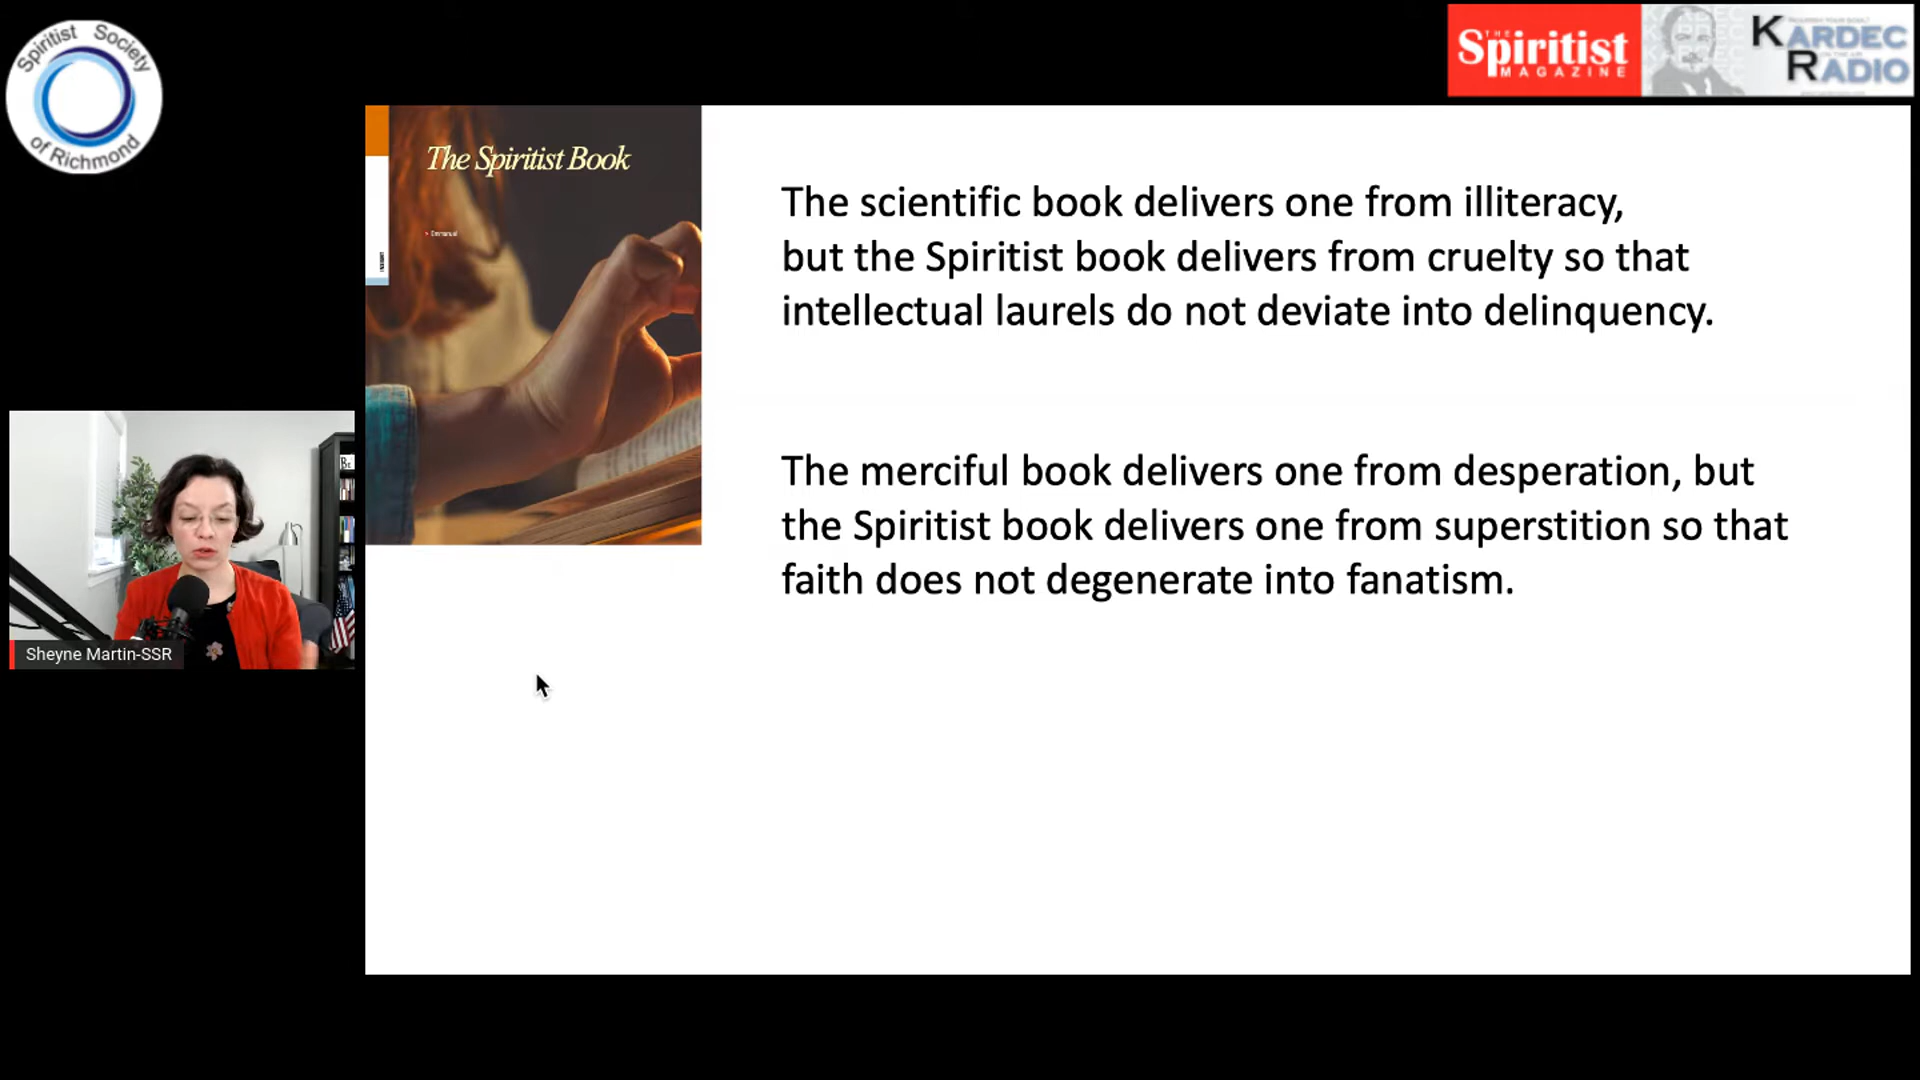 Spiritist Society
of Richmond
THE
Spiritist
MAGAZINE
KARDEC
RADIO
The Spiritist Book
Emmanuel
The scientific book delivers one from illiteracy,
but the Spiritist book delivers from cruelty so that
intellectual laurels do not deviate into delinquency.
The merciful book delivers one from desperation, but
the Spiritist book delivers one from superstition so that
faith does not degenerate into fanatism.
Sheyne Martin-SSR